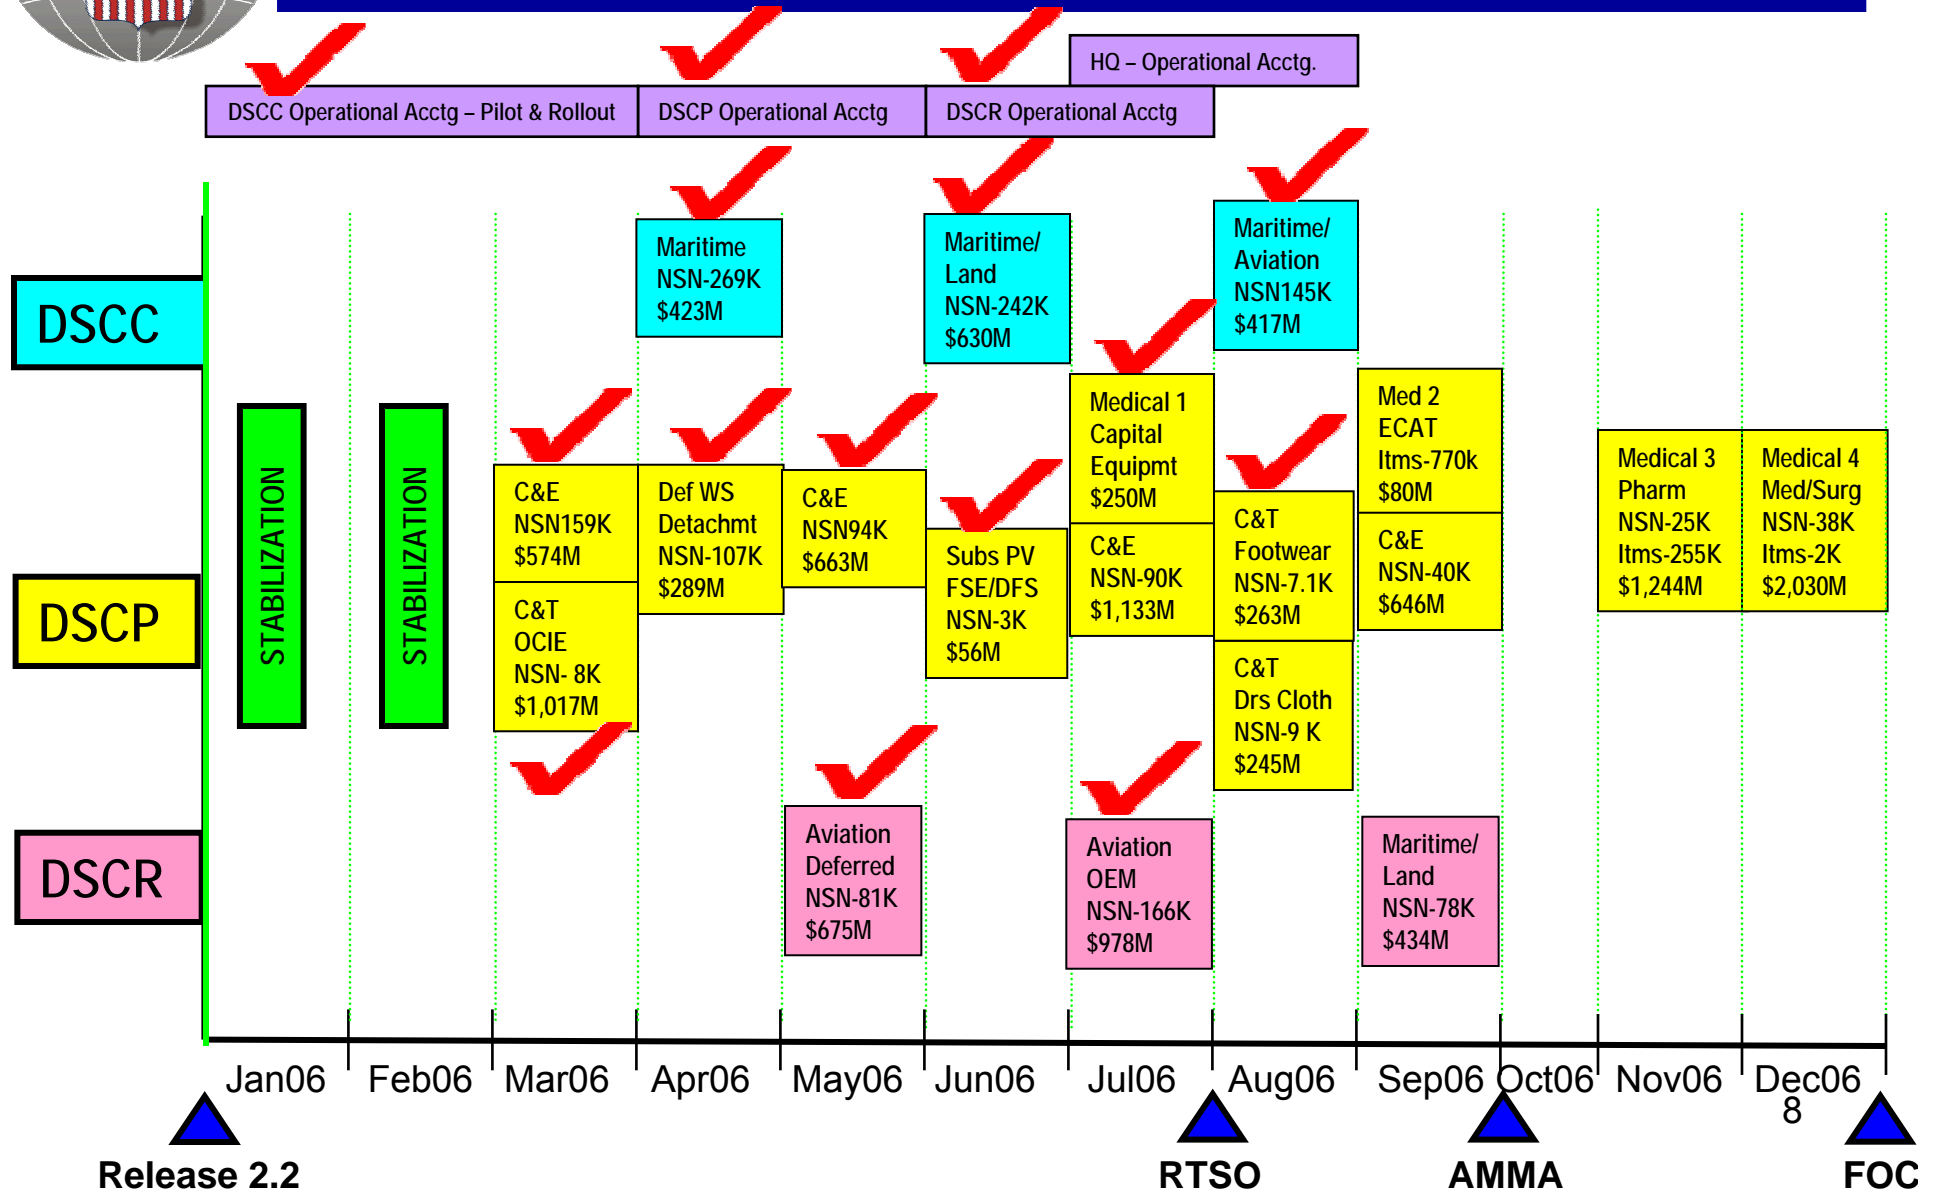 HQ – Operational Acctg.
DSCC Operational Acctg – Pilot & Rollout
DSCP Operational Acctg
DSCR Operational Acctg
DSCC
Maritime
NSN-269K
$423M
Maritime/
Land
NSN-242K
$630M
Maritime/
Aviation
NSN145K
$417M
DSCP
STABILIZATION
STABILIZATION
C&E
NSN159K
$574M
C&T
OCIE
NSN- 8K
$1,017M
Def WS
Detachmt
NSN-107K
$289M
C&E
NSN94K
$663M
Subs PV
FSE/DFS
NSN-3K
$56M
Medical 1
Capital
Equipmt
$250M
C&E
NSN-90K
$1,133M
C&T
Footwear
NSN-7.1K
$263M
C&T
Drs Cloth
NSN-9 K
$245M
Med 2
ECAT
Itms-770k
$80M
C&E
NSN-40K
$646M
Medical 3
Pharm
NSN-25K
Itms-255K
$1,244M
Medical 4
Med/Surg
NSN-38K
Itms-2K
$2,030M
DSCR
Aviation
Deferred
NSN-81K
$675M
Aviation
OEM
NSN-166K
$978M
Maritime/
Land
NSN-78K
$434M
Jan06 Feb06 Mar06 Apr06 May06 Jun06 Jul06 Aug06 Sep06 Oct06 Nov06 Dec06
8
Release 2.2 RTSO AMMA FOC